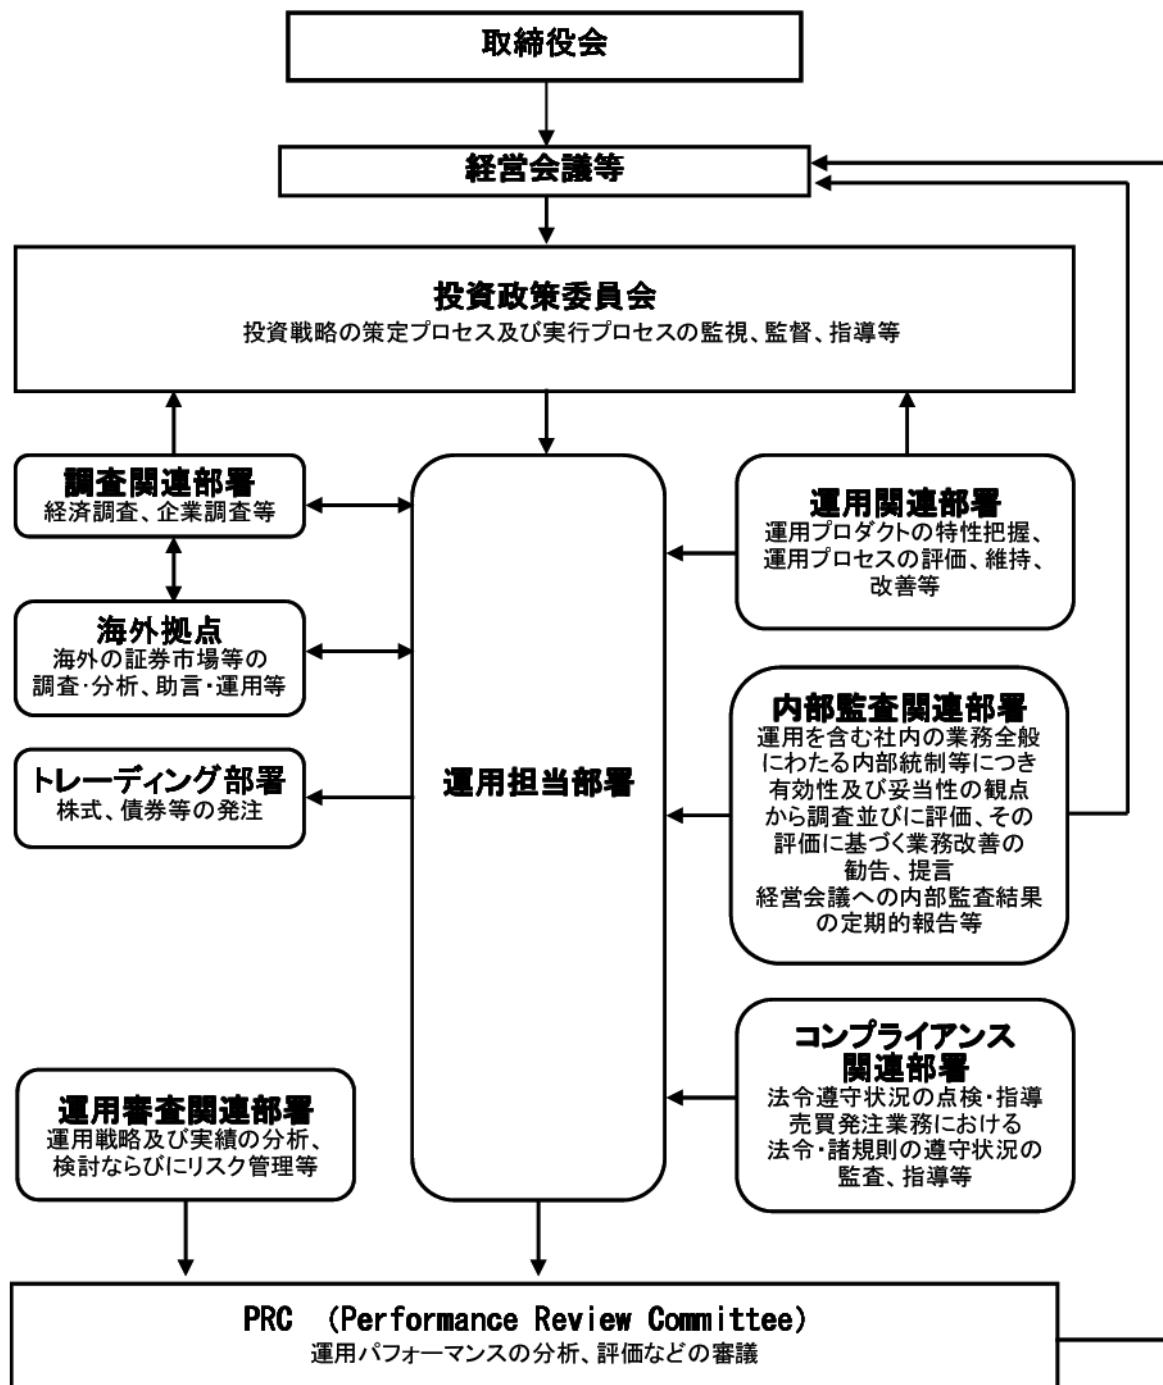 取締役会
経営会議等
投資政策委員会
投資戦略の策定プロセス及び実行プロセスの監視、監督、指導等
調査関連部署
経済調査、企業調査等
海外拠点
海外の証券市場等の
調査・分析、助言・運用等
トレーディング部署
株式、債券等の発注
運用審査関連部署
運用戦略及び実績の分析、
検討ならびにリスク管理等
運用担当部署
運用関連部署
運用プロダクトの特性把握、
運用プロセスの評価、維持、
改善等
内部監査関連部署
運用を含む社内の業務全般
にわたる内部統制等につき
有効性及び妥当性の観点
から調査並びに評価、その
評価に基づく業務改善の
勧告、提言
経営会議への内部監査結果
の定期的報告等
コンプライアンス
関連部署
法令遵守状況の点検・指導
売買発注業務における
法令・諸規則の遵守状況の
監査、指導等
PRC (Performance Review Committee)
運用パフォーマンスの分析、評価などの審議